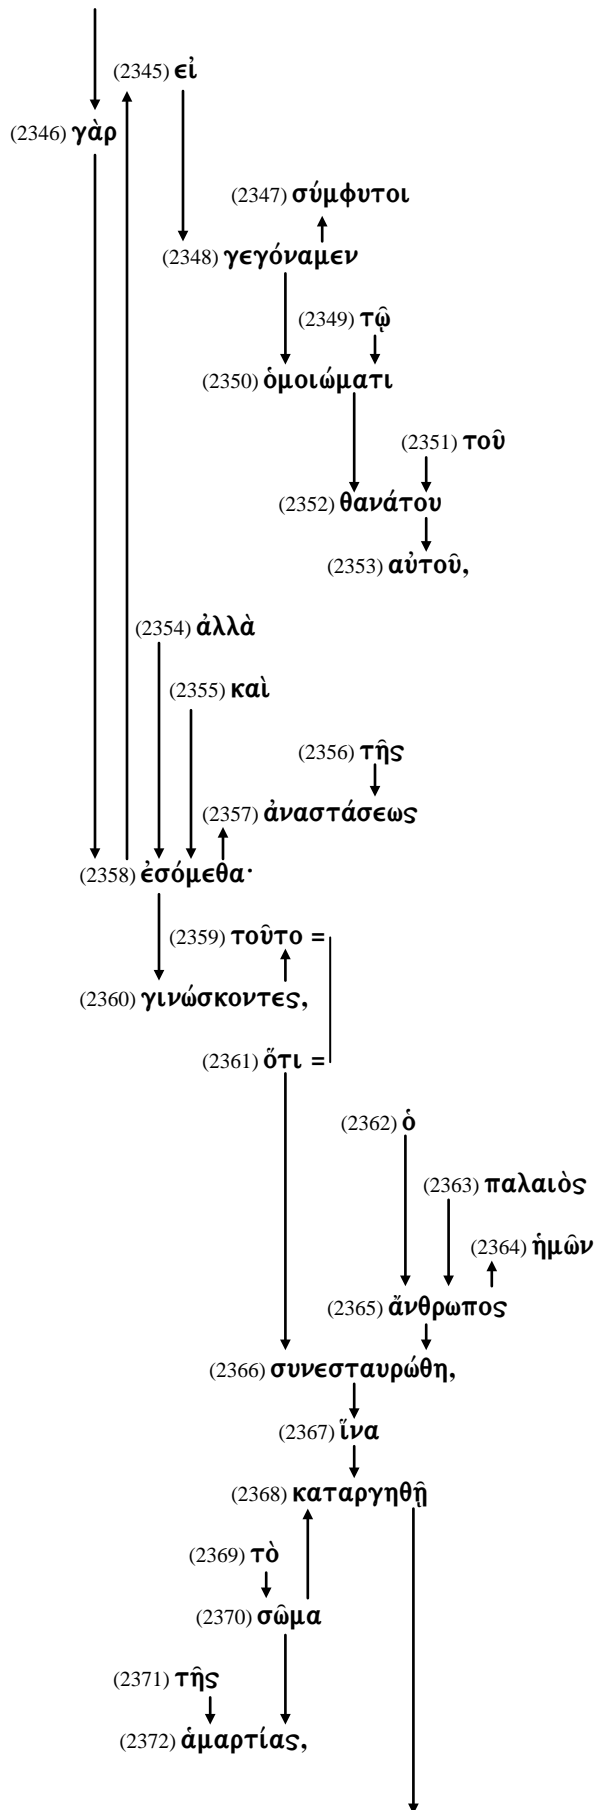 (2345) εἰ
(2346) γὰρ
(2347) σύμφυτοι
(2348) γεγόναμεν
(2349) τῷ
(2350) ὁμοιώματι
(2351) τοῦ
(2352) θανάτου
(2353) αὐτοῦ,
(2354) ἀλλὰ
(2355) καὶ
(2356) τῆς
(2357) ἀναστάσεως
(2358) ἐσόμεθα·
(2359) τοῦτο =
(2360) γινώσκοντες,
(2361) ὅτι =
(2362) ὁ
(2363) παλαιὸς
(2364) ἡμῶν
(2365) ἄνθρωπος
(2366) συνεσταυρώθη,
(2367) ἵνα
(2368) καταργηθῇ
(2369) τὸ
(2370) σῶμα
(2371) τῆς
(2372) ἁμαρτίας,